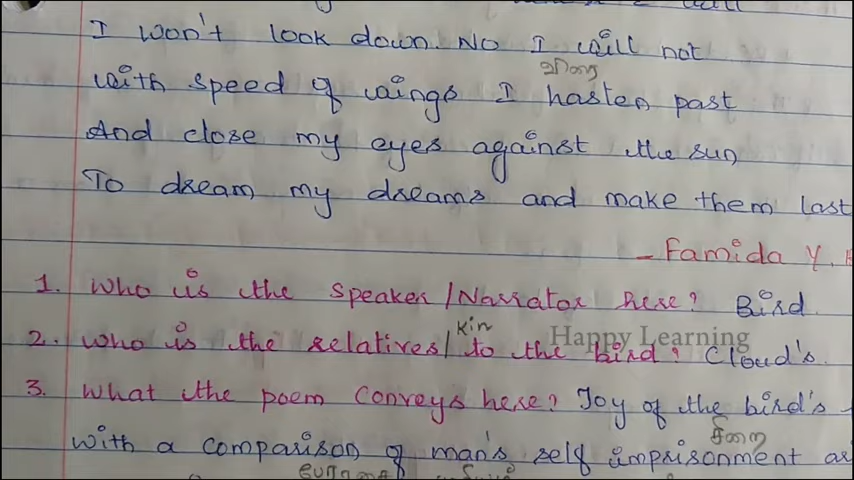 I won't look down. No I will not
விரை
with speed of wings I hasten past
And close my eyes against the sun
To dream my dreams and make them last
- Famida Y.
1. Who is the speaker/Narrator here? Bird.
kin
2. Who is the relatives/ to the bird? Cloud's.
Happy Learning
3. What the poem conveys here? Joy of the bird's
சிறை
with a comparison of man's self imprisonment as